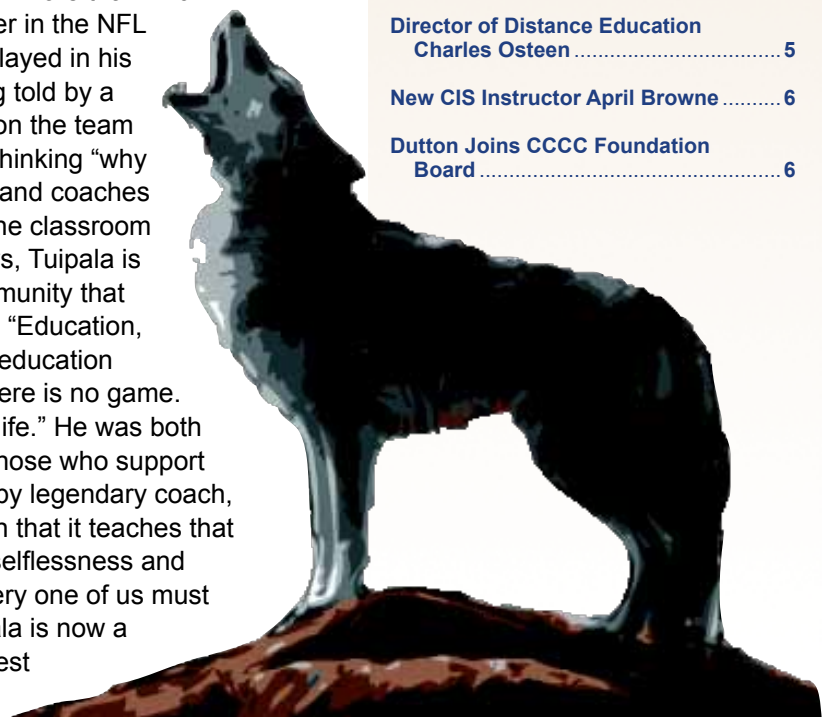 er in the NFL
layed in his
g told by a
on the team
hinking “why
and coaches
he classroom
s, Tuipala is
munity that
“Education,
education
ere is no game.
ife.” He was both
hose who support
by legendary coach,
n that it teaches that
selflessness and
ery one of us must
ala is now a
est
Director of Distance Education
Charles Osteen ............................... 5
New CIS Instructor April Browne .......... 6
Dutton Joins CCCC Foundation
Board ............................................. 6